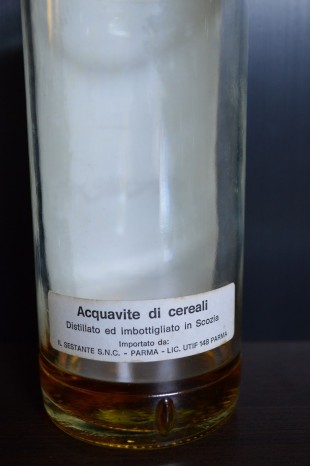 Acquavite di cereali
Distillato ed imbottigliato in Scozia
Importato da:
IL SESTANTE S.N.C. - PARMA - LIC. UTIF 148 PARMA